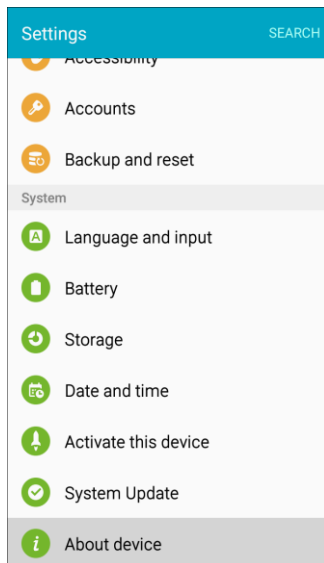 Settings SEARCH
Accessibility
Accounts
Backup and reset
System
Language and input
Battery
Storage
Date and time
Activate this device
System Update
About device